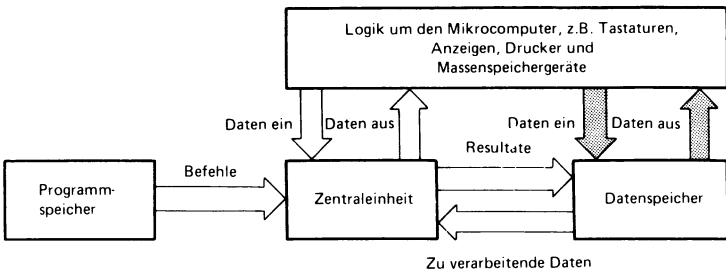 Logik um den Mikrocomputer, z.B. Tastaturen,
Anzeigen, Drucker und
Massenspeichergeräte
Daten ein
Daten aus
Daten ein
Daten aus
Befehle
Resultate
Programm-
speicher
Zentraleinheit
Datenspeicher
Zu verarbeitende Daten